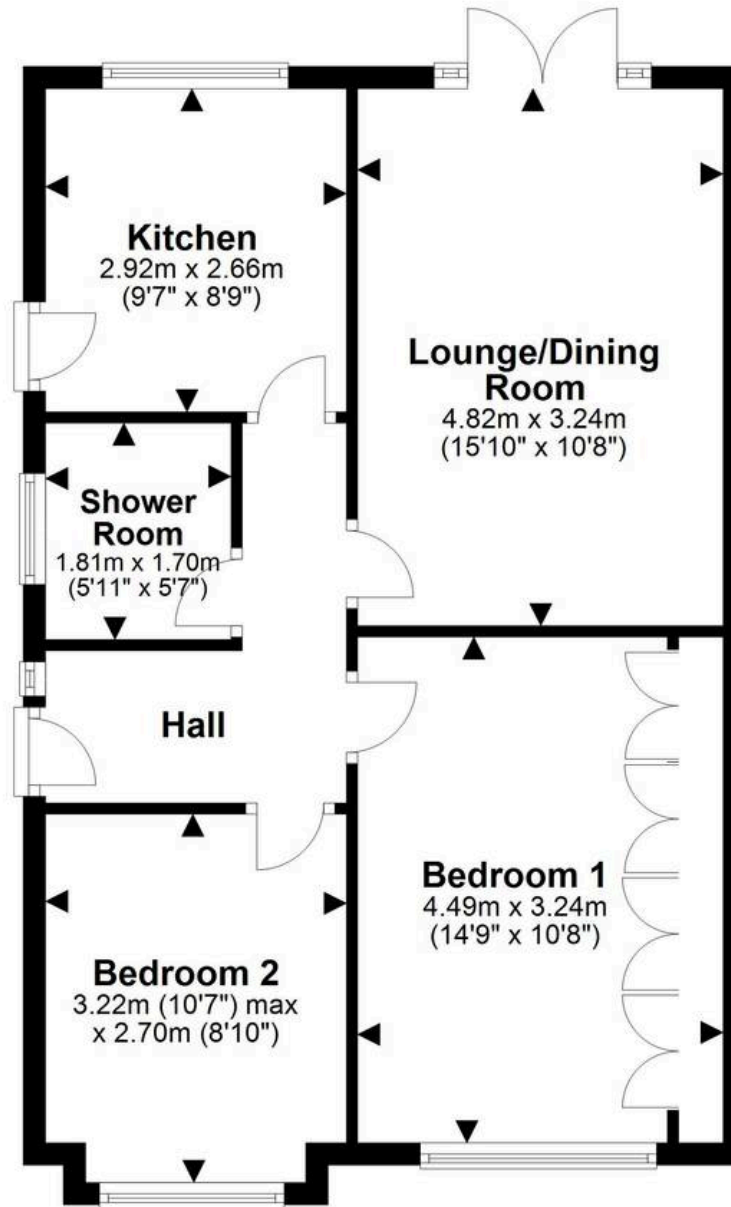 Kitchen
2.92m x 2.66m
(9'7" x 8'9")
Lounge/Dining
Room
4.82m x 3.24m
(15'10" x 10'8")
Shower
Room
1.81m x 1.70m
(5'11" x 5'7")
Hall
Bedroom 1
4.49m x 3.24m
(14'9" x 10'8")
Bedroom 2
3.22m (10'7") max
x 2.70m (8'10")